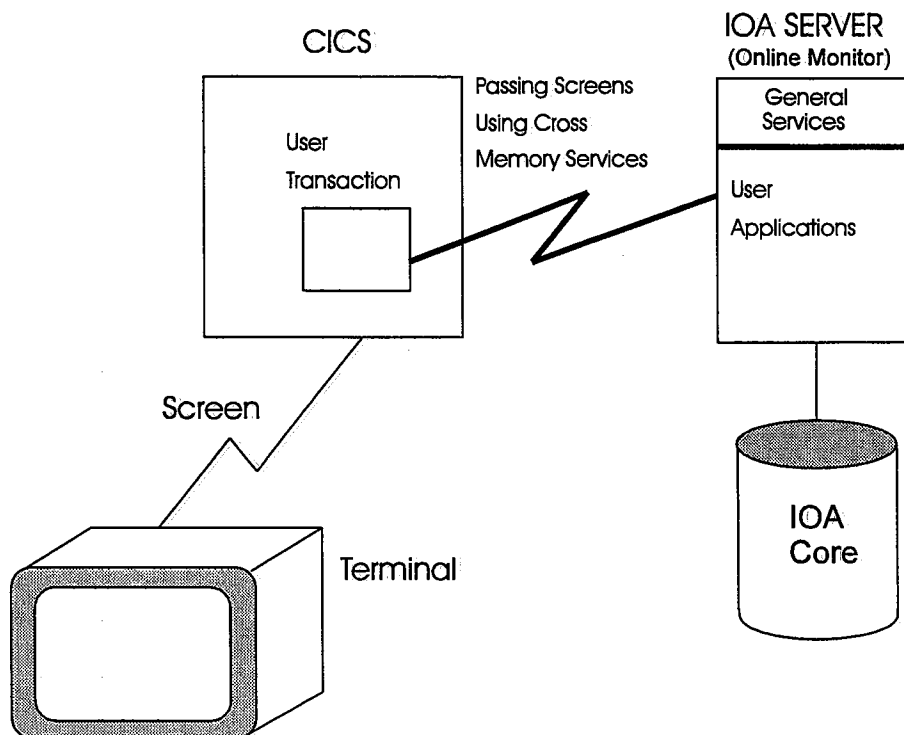 CICS
IOA SERVER
(Online Monitor)
Passing Screens
Using Cross
Memory Services
General
Services
User
Transaction
User
Applications
Screen
Terminal
IOA
Core